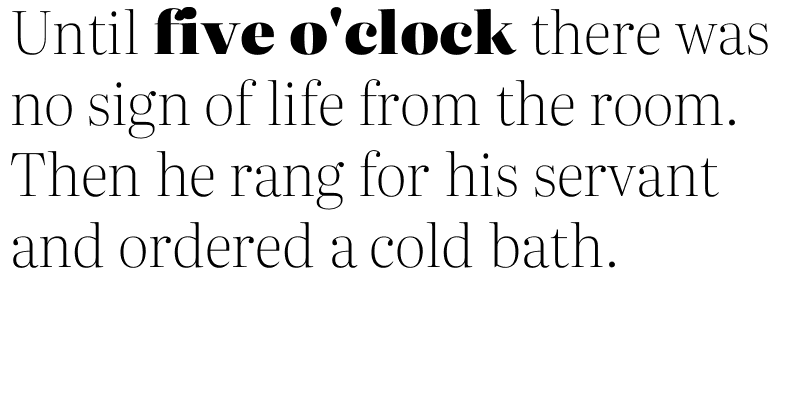 Until five o'clock there was
no sign of life from the room.
Then he rang for his servant
and ordered a cold bath.